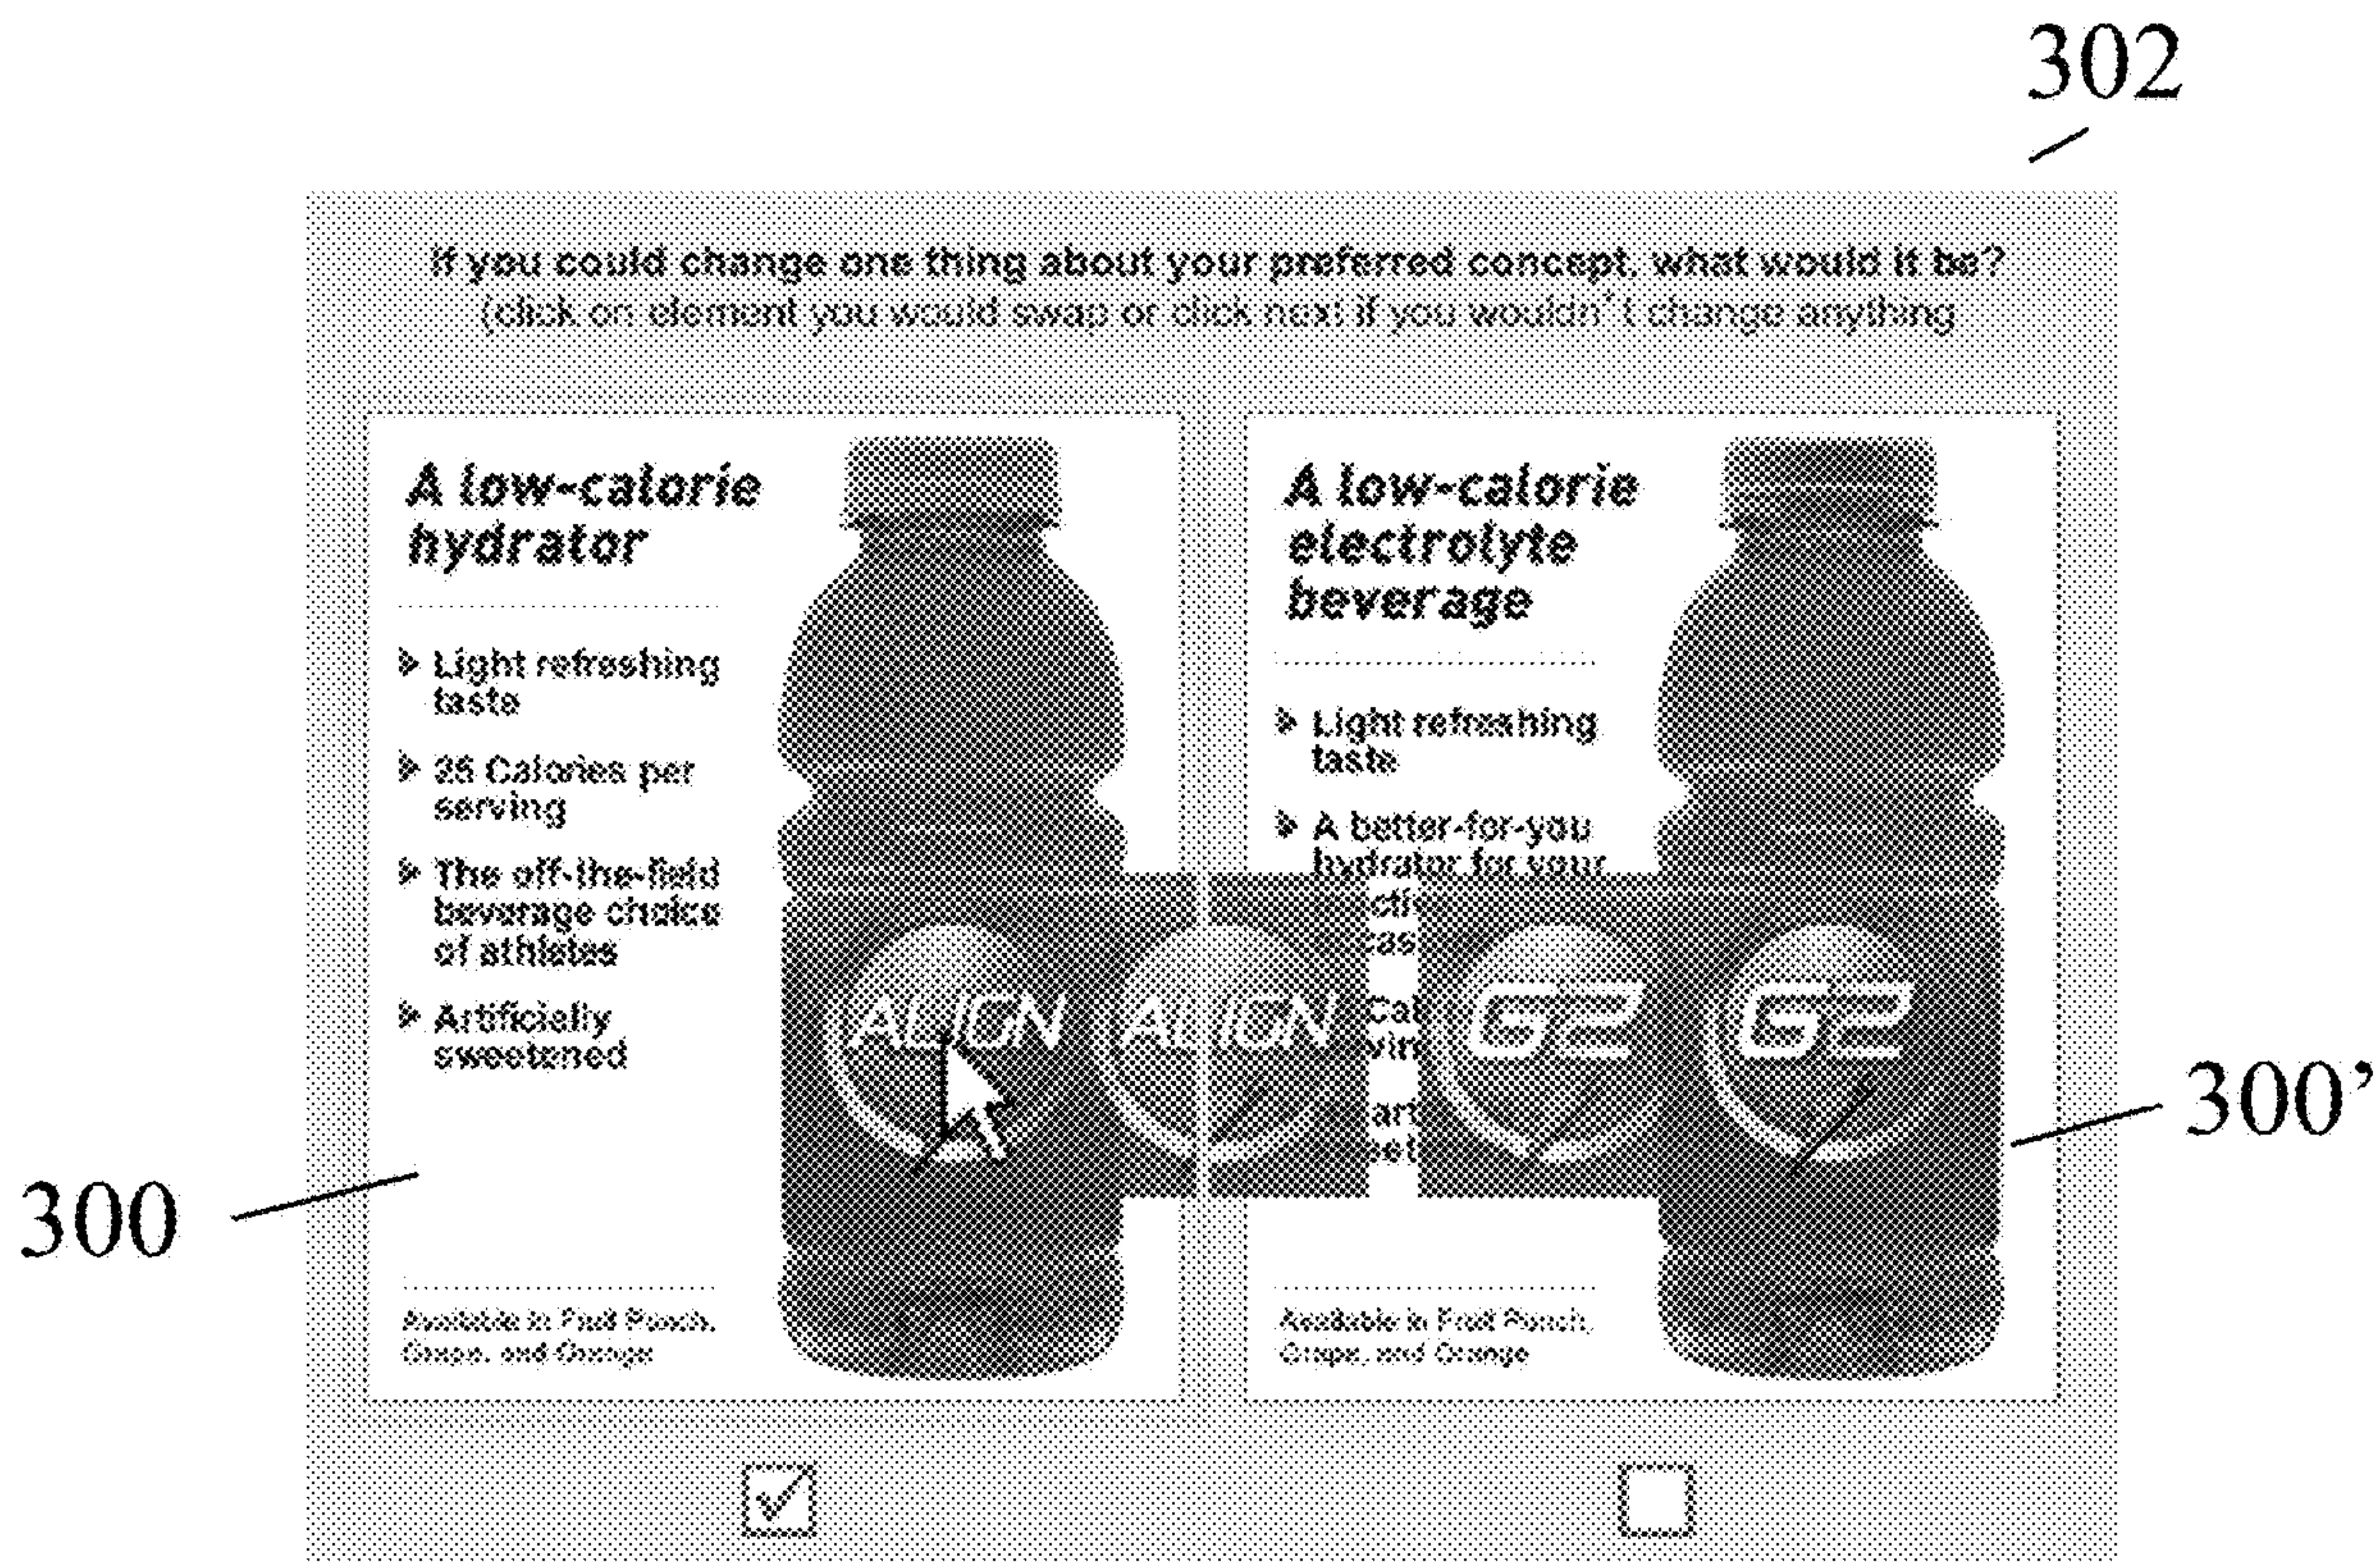 302
If you could change one thing about your preferred concept, what would it be?
(click on element you would swap or click next if you wouldn't change anything
A low-calorie
hydrator
Light refreshing
taste
25 Calories per
serving
The off-the-field
beverage choice
of athletes
Artificially
sweetened
Available in Fruit Punch,
Grape, and Orange
ALIGN
ALIGN
A low-calorie
electrolyte
beverage
Light refreshing
taste
A better-for-you
hydrator for your
Available in Fruit Punch,
Grape, and Orange
G2
G2
300
300'